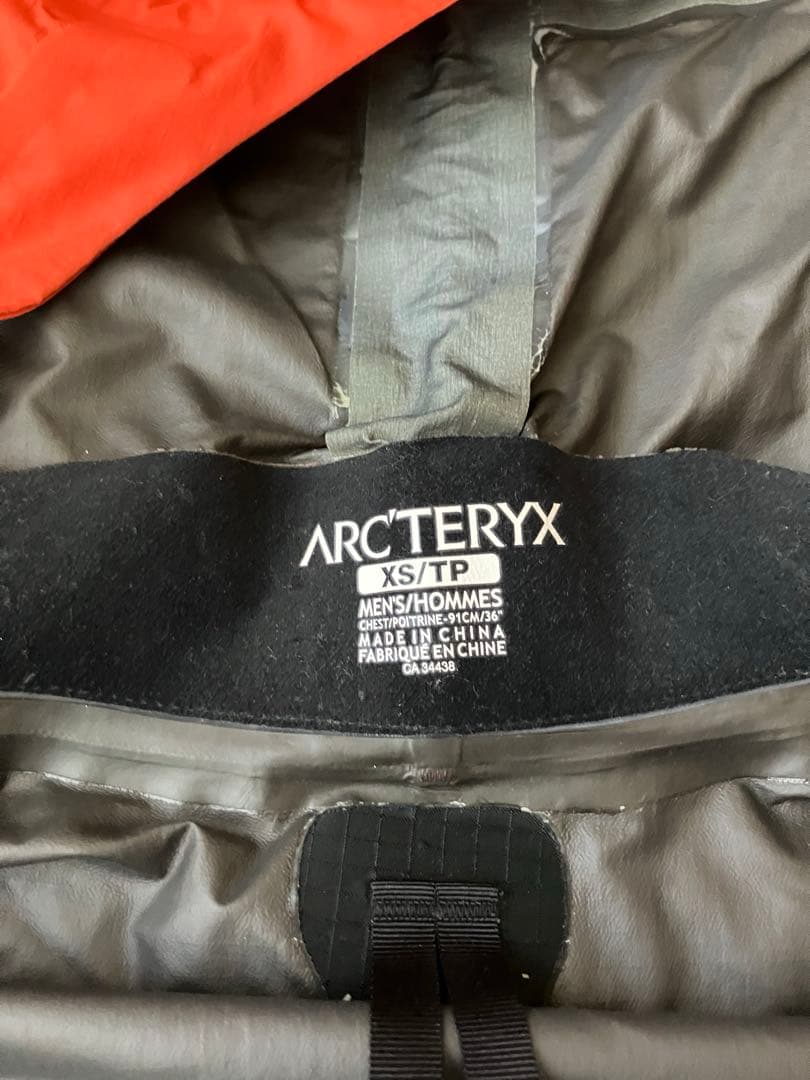 ARC'TERYX
XS/TP
MEN'S/HOMMES
CHEST/POITRINE-91CM/36"
MADE IN CHINA
FABRIQUÉ EN CHINE
CA 34438